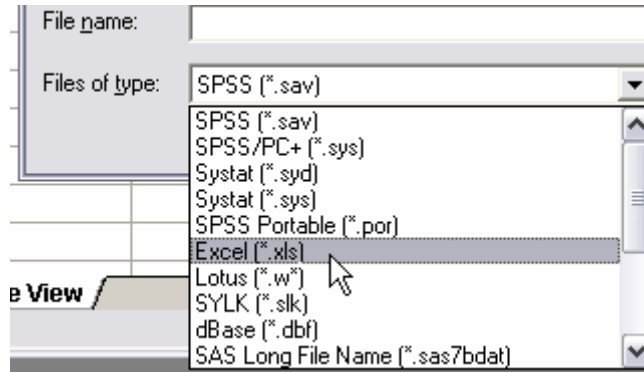 File name:
Files of type: SPSS (*.sav)
SPSS (*.sav)
SPSS/PC+ (*.sys)
Systat (*.syd)
Systat (*.sys)
SPSS Portable (*.por)
Excel (*.xls)
Lotus (*.w*)
SYLK (*.slk)
dBase (*.dbf)
SAS Long File Name (*.sas7bdat)
e View